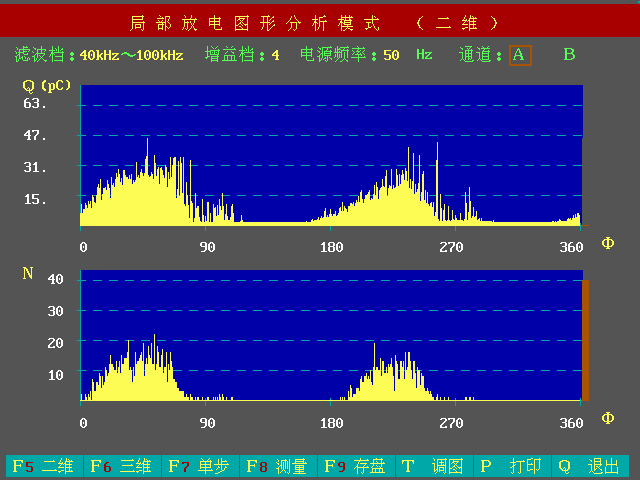 局部放电图形分析模式 （二维）
滤波档：40kHz～100kHz 增益档：4 电源频率：50 Hz 通道：A B
Q (pC)
63.
47.
31.
15.
0 90 180 270 360 Φ
N
40
30
20
10
0 90 180 270 360 Φ
F5 二维 F6 三维 F7 单步 F8 测量 F9 存盘 T 调图 P 打印 Q 退出